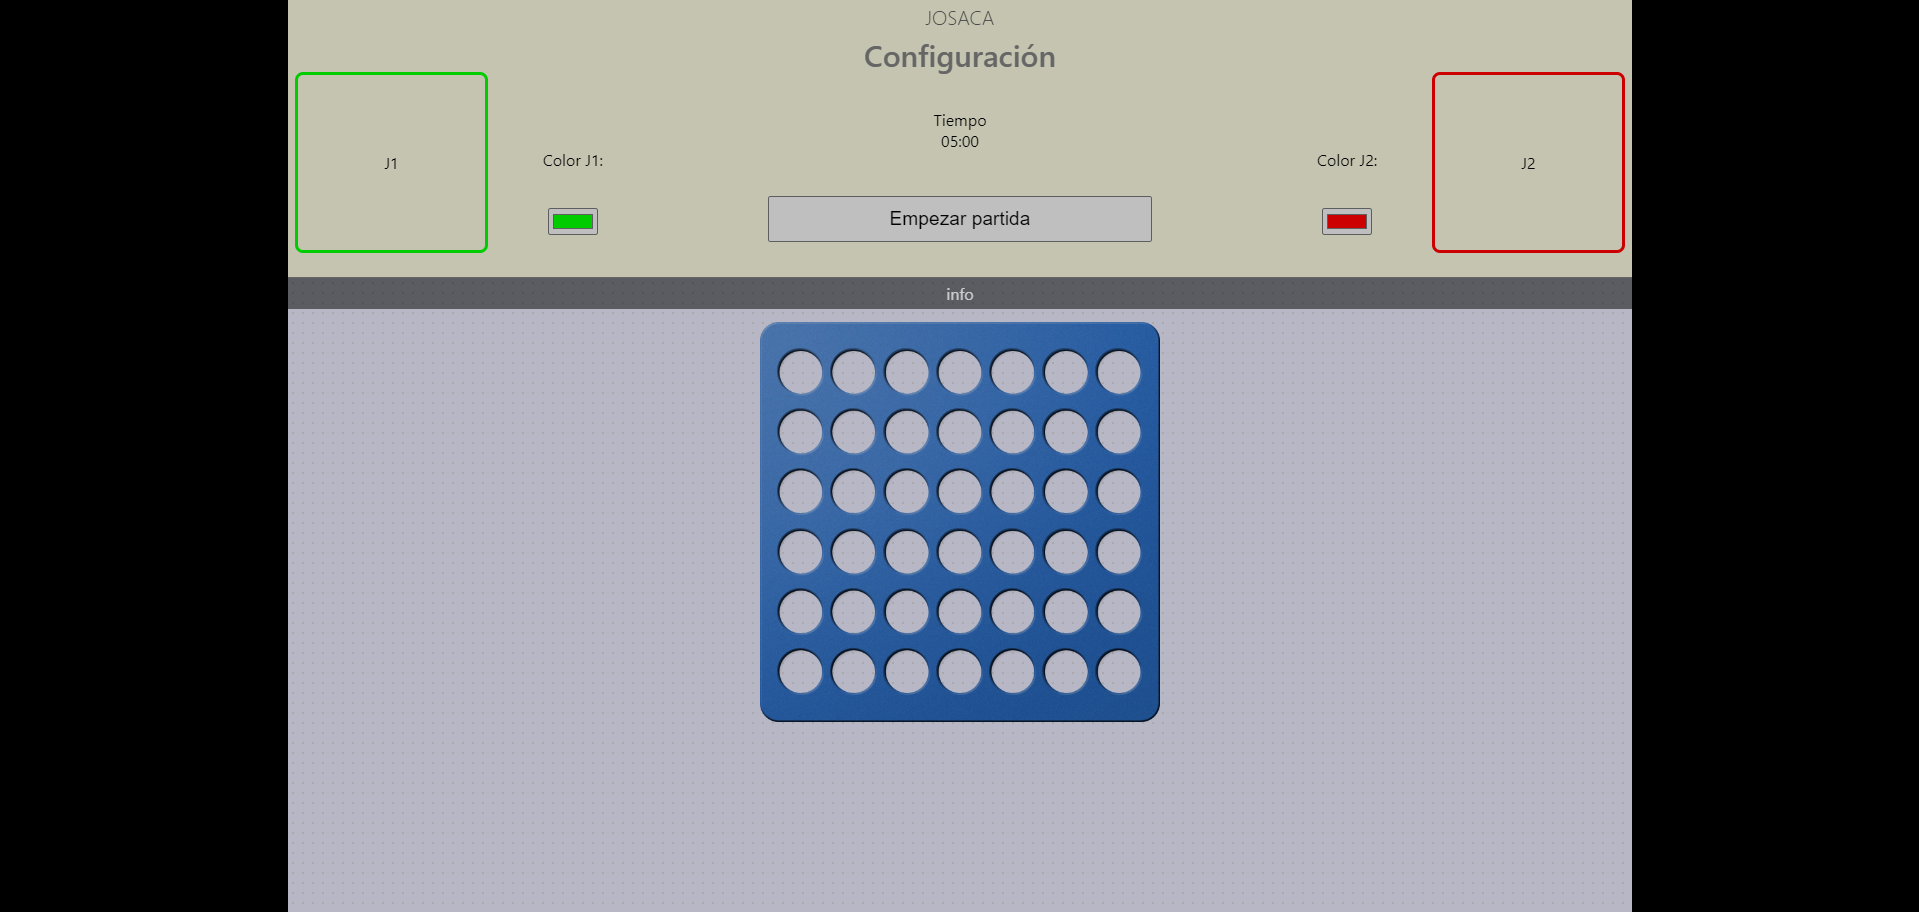 JOSACA
Configuración
J1
Color J1:
Tiempo
05:00
Empezar partida
Color J2:
J2
info